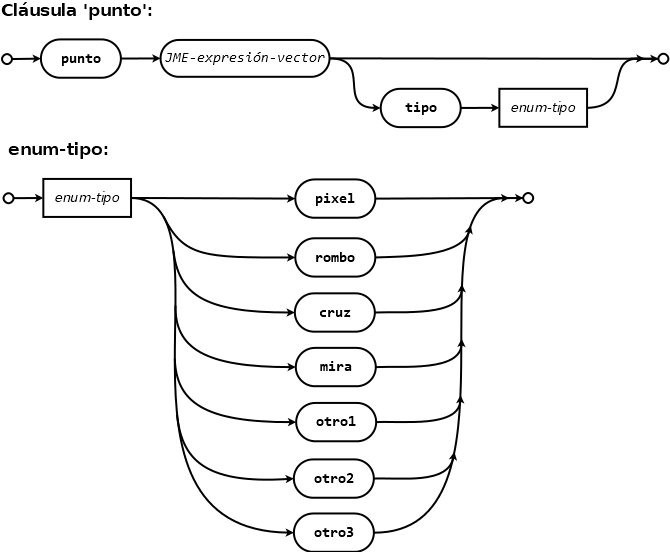 Cláusula 'punto':
punto JME-expresión-vector
tipo enum-tipo
enum-tipo:
enum-tipo pixel
rombo
cruz
mira
otro1
otro2
otro3